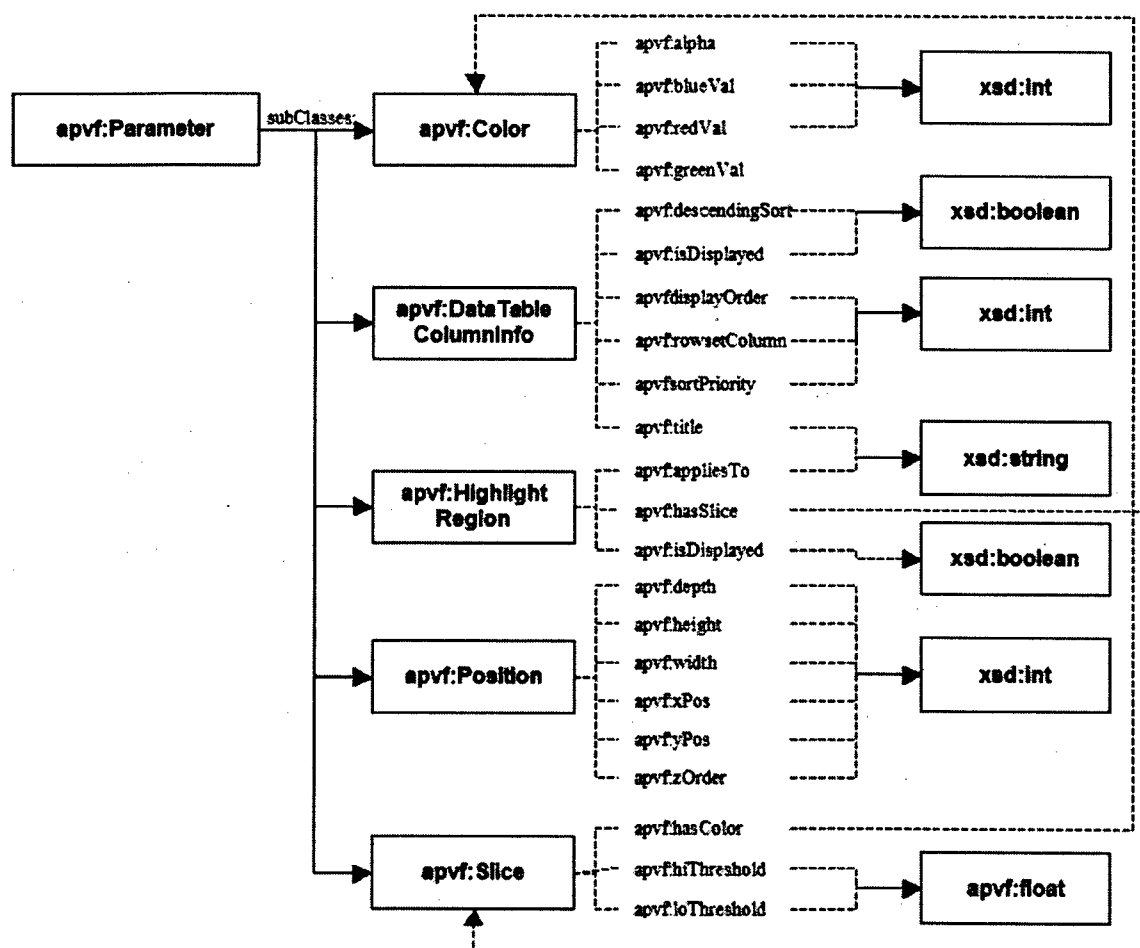 apvf:Parameter
subClasses:
apvf:Color
apvf:alpha
apvf:blueVal
apvf:redVal
apvf:greenVal
xsd:int
apvf:DataTable
ColumnInfo
apvf:descendingSort
apvf:isDisplayed
apvfdisplayOrder
apvf:rowsetColumn
apvfsortPriority
apvf:title
xsd:boolean
xsd:int
apvf:Highlight
Region
apvf:appliesTo
apvf:hasSlice
apvf:isDisplayed
xsd:string
xsd:boolean
apvf:Position
apvf:depth
apvf:height
apvf:width
apvf:xPos
apvf:yPos
apvf:zOrder
xsd:int
apvf:Slice
apvf:hasColor
apvf:hiThreshold
apvf:loThreshold
apvf:float